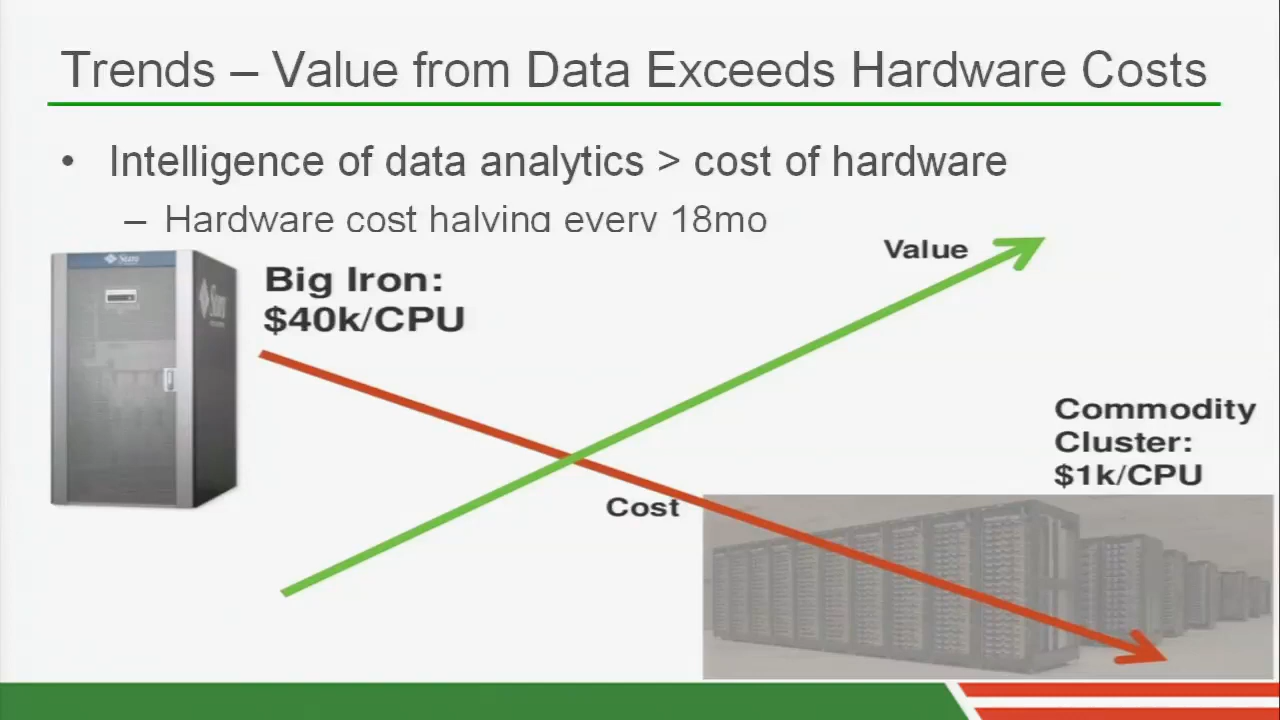 Trends – Value from Data Exceeds Hardware Costs
• Intelligence of data analytics > cost of hardware
– Hardware cost halving every 18mo
Value
Big Iron:
$40k/CPU
Commodity
Cluster:
$1k/CPU
Cost